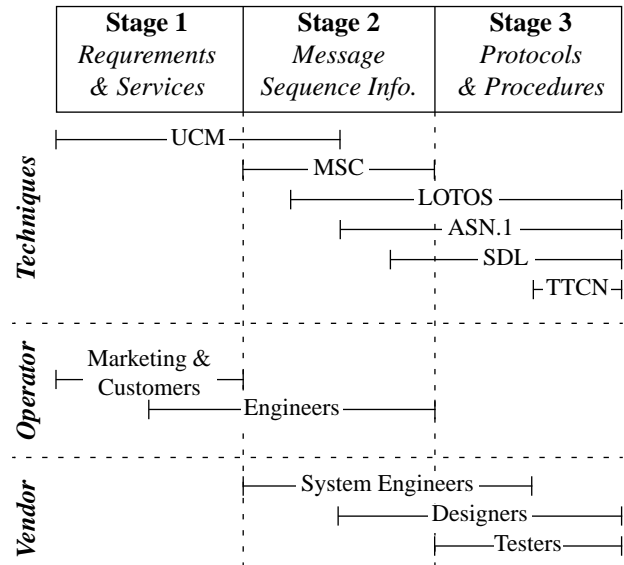 Stage 1
Requrements
& Services
Stage 2
Message
Sequence Info.
Stage 3
Protocols
& Procedures
Techniques
UCM
MSC
LOTOS
ASN.1
SDL
TTCN
Operator
Marketing &
Customers
Engineers
Vendor
System Engineers
Designers
Testers